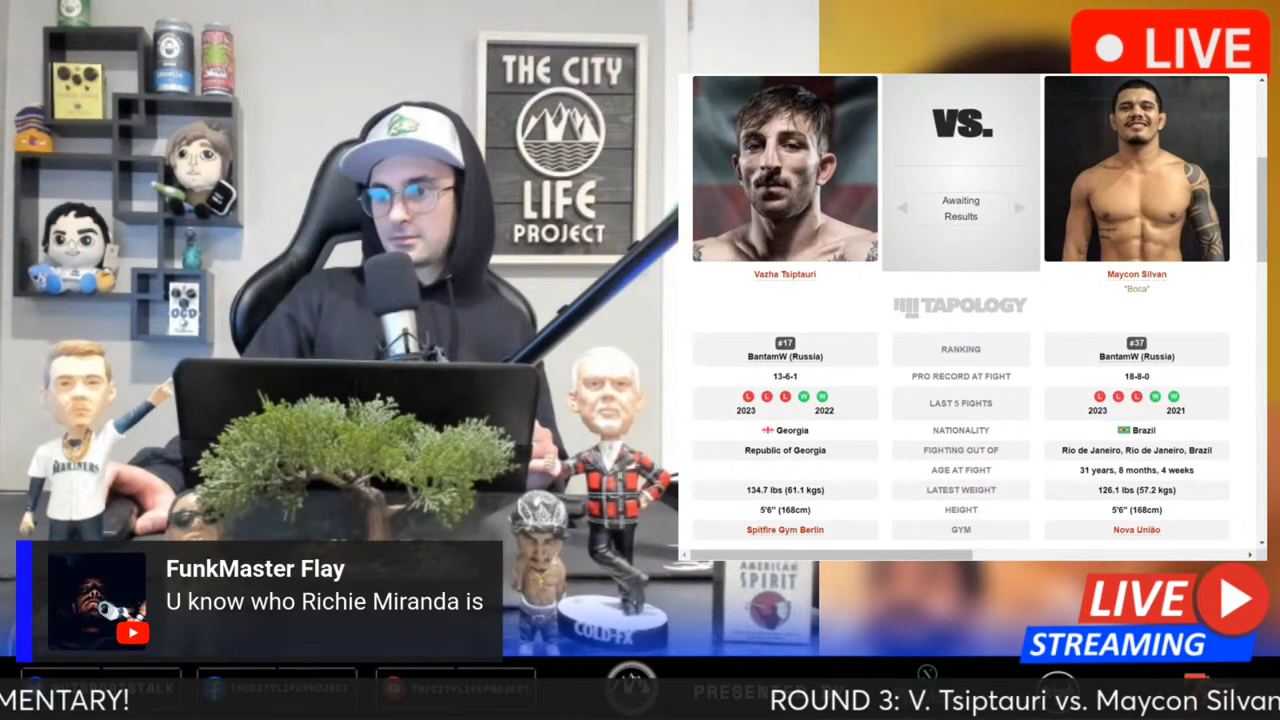 LIVE
THE CITY
LIFE
PROJECT
VS.
Awaiting
Results
Vazha Tsiptauri
Maycon Silvan
"Boca"
TAPOLOGY
#17
BantamW (Russia)
RANKING
#37
BantamW (Russia)
13-6-1
PRO RECORD AT FIGHT
18-8-0
L L L W W
2023 2022
LAST 5 FIGHTS
L L L W W
2023 2021
Georgia
NATIONALITY
Brazil
Republic of Georgia
FIGHTING OUT OF
Rio de Janeiro, Rio de Janeiro, Brazil
AGE AT FIGHT
31 years, 8 months, 4 weeks
134.7 lbs (61.1 kgs)
LATEST WEIGHT
126.1 lbs (57.2 kgs)
5'6" (168cm)
HEIGHT
5'6" (168cm)
Spitfire Gym Berlin
GYM
Nova União
OCD
MARINERS
COLD-FX
AMERICAN
SPIRIT
FunkMaster Flay
U know who Richie Miranda is
LIVE
STREAMING
THECITYLIFEPROJECT
THECITYLIFEPROJECT
MENTARY!
ROUND 3: V. Tsiptauri vs. Maycon Silvan